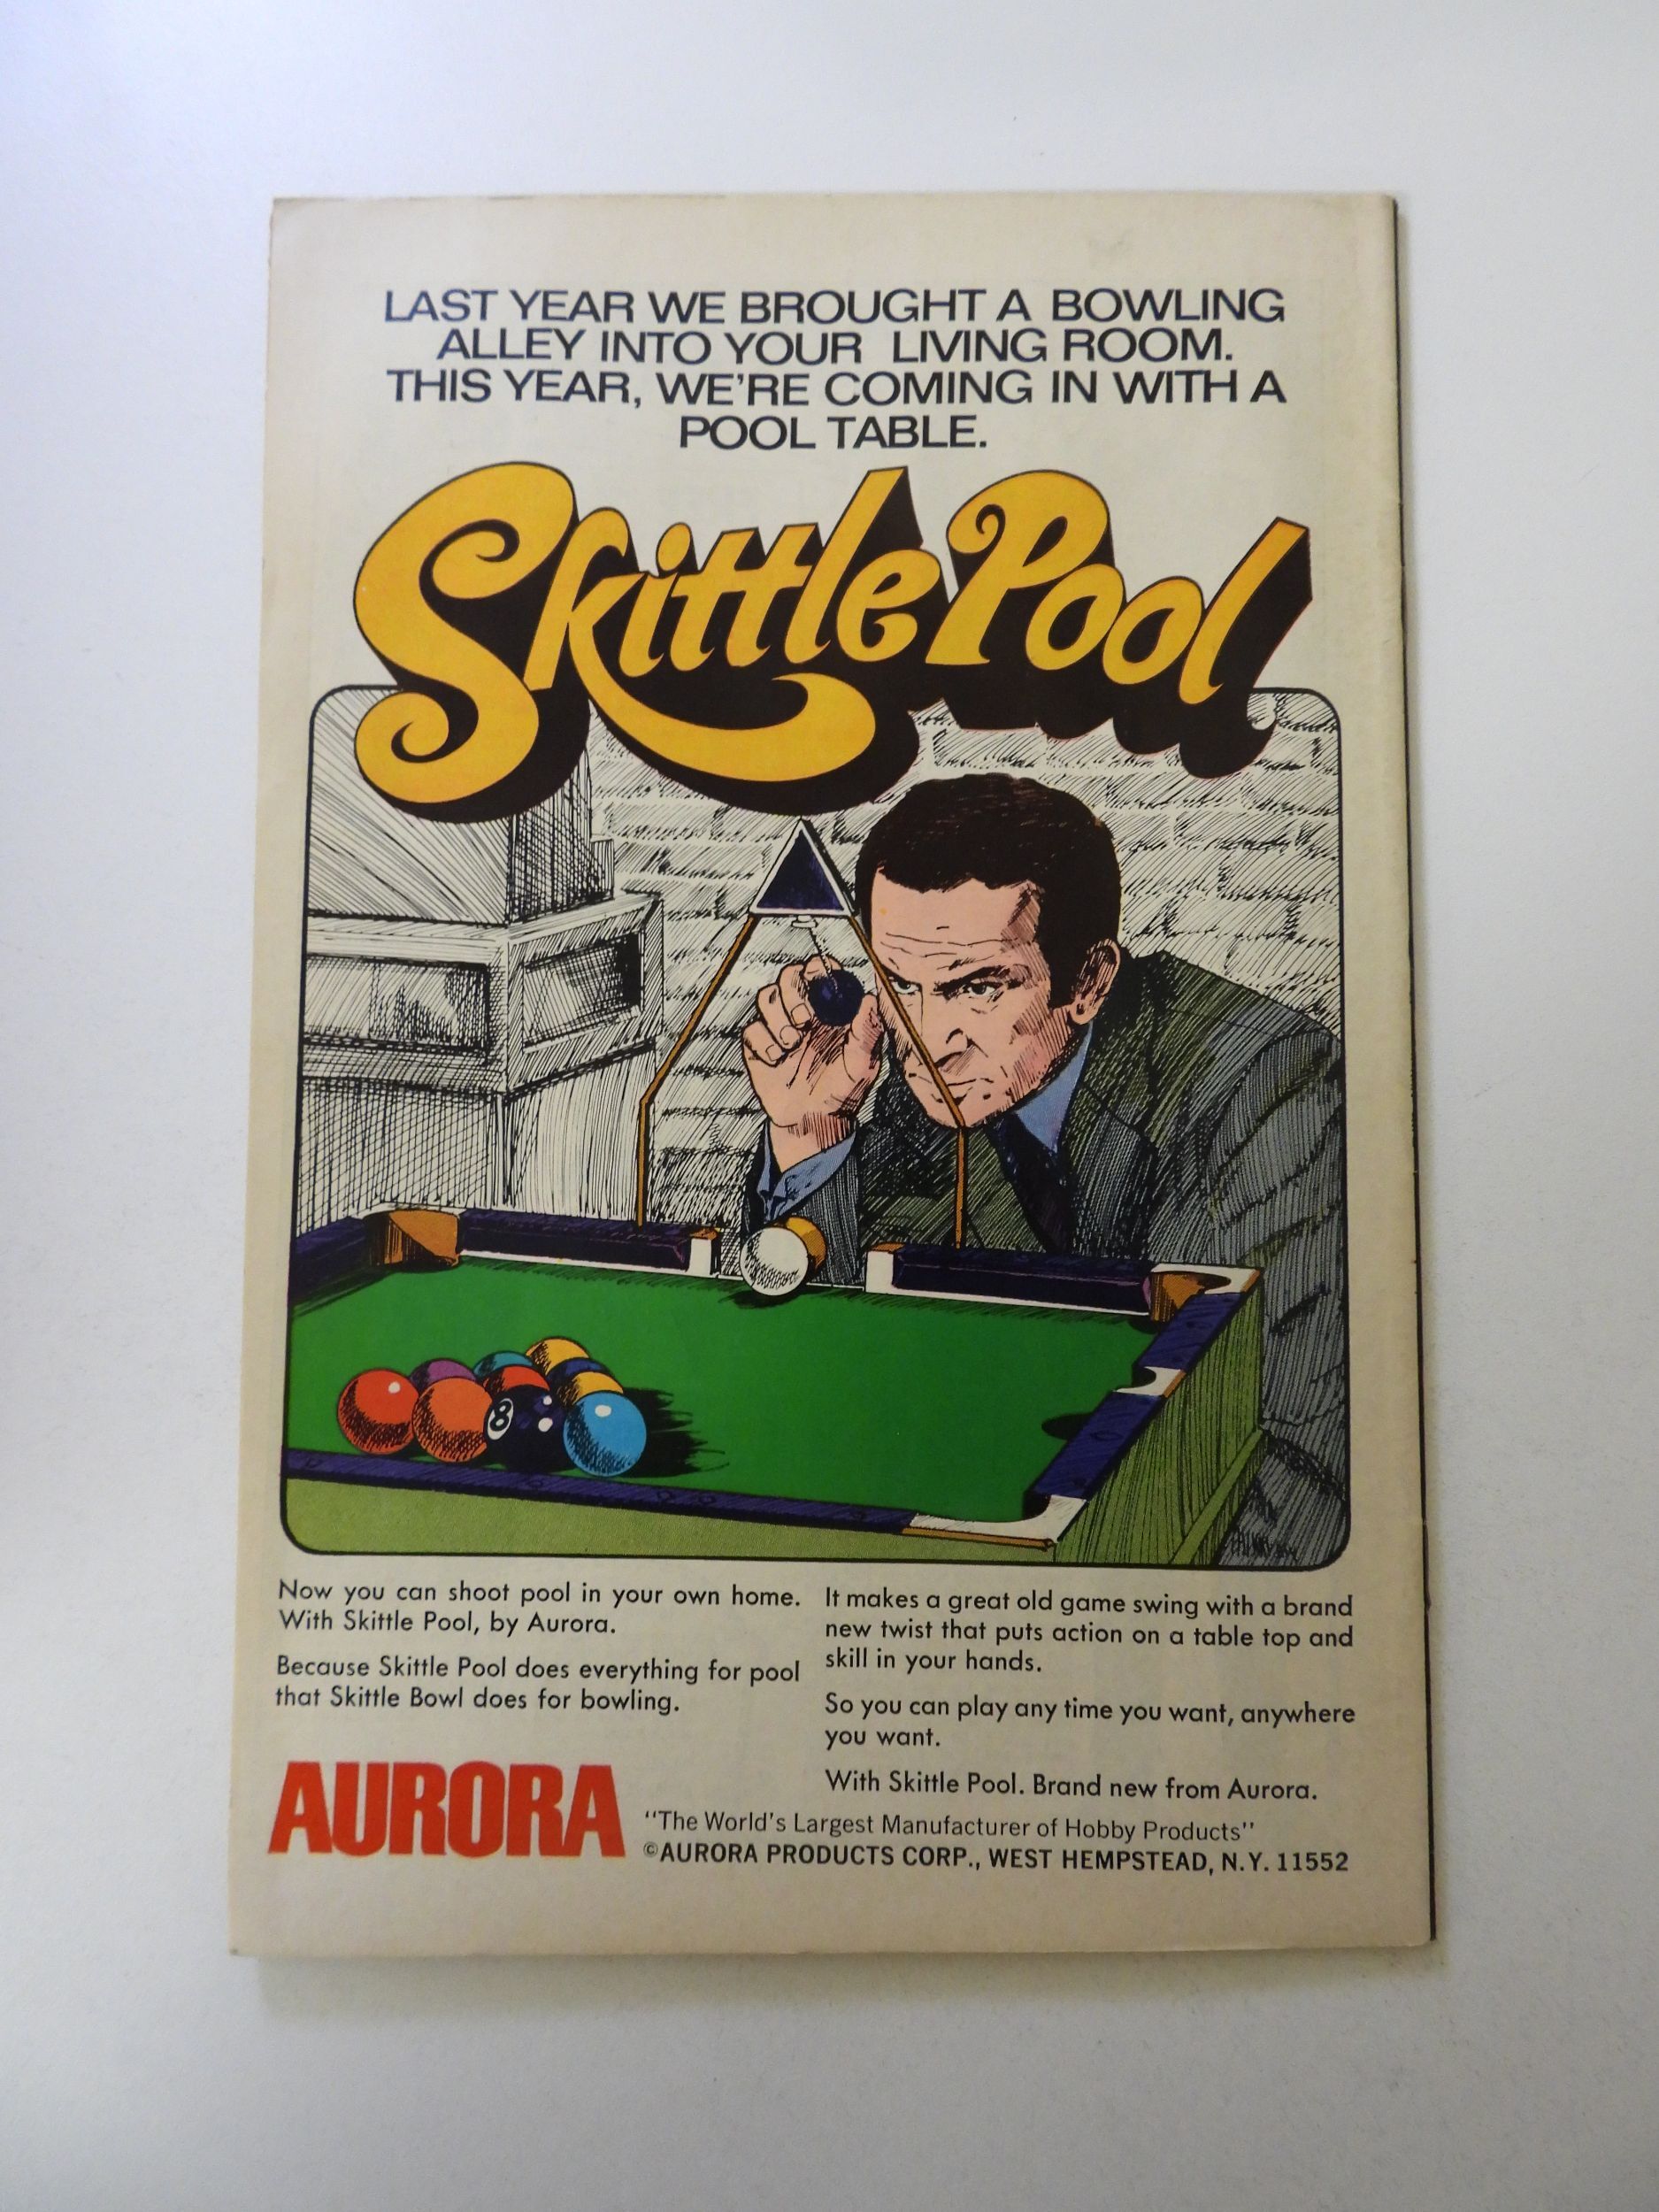 LAST YEAR WE BROUGHT A BOWLING
ALLEY INTO YOUR LIVING ROOM.
THIS YEAR, WE'RE COMING IN WITH A
POOL TABLE.
Skittle Pool
8
Now you can shoot pool in your own home.
With Skittle Pool, by Aurora.
Because Skittle Pool does everything for pool
that Skittle Bowl does for bowling.
It makes a great old game swing with a brand
new twist that puts action on a table top and
skill in your hands.
So you can play any time you want, anywhere
you want.
With Skittle Pool. Brand new from Aurora.
AURORA
"The World's Largest Manufacturer of Hobby Products"
©AURORA PRODUCTS CORP., WEST HEMPSTEAD, N.Y. 11552